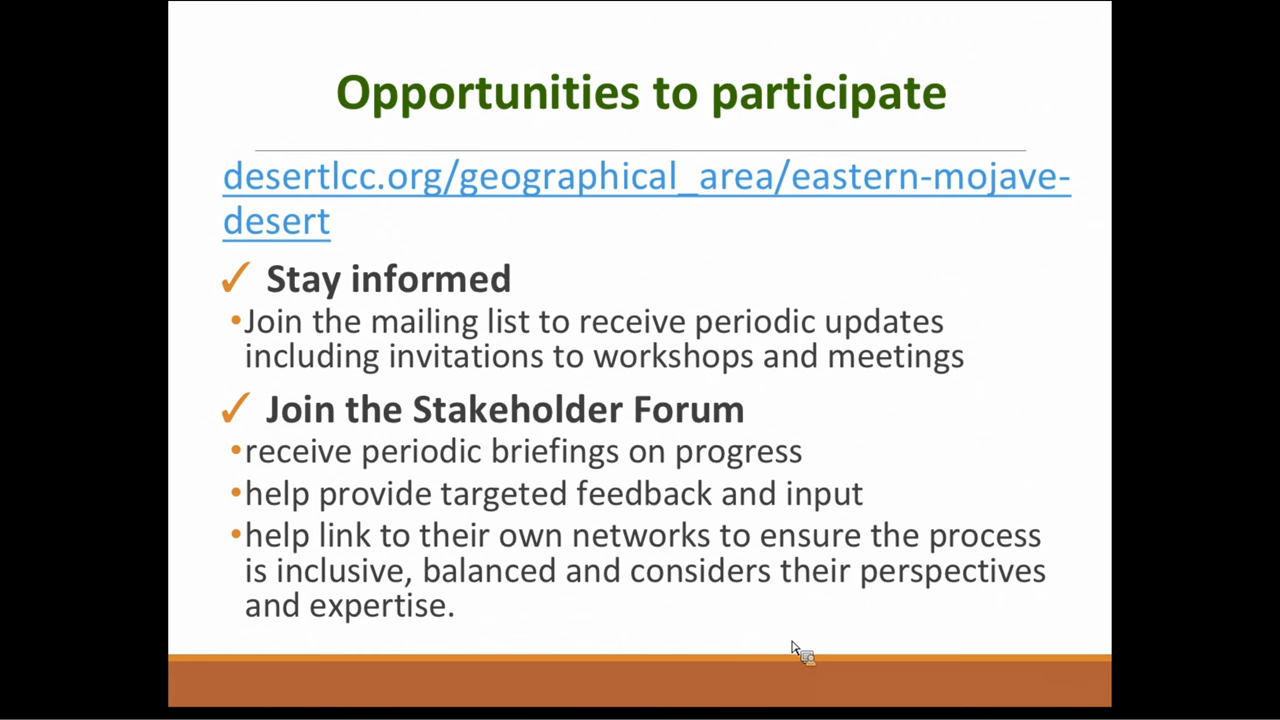 Opportunities to participate
desertlcc.org/geographical_area/eastern-mojave-
desert
✓ Stay informed
•Join the mailing list to receive periodic updates
including invitations to workshops and meetings
✓ Join the Stakeholder Forum
•receive periodic briefings on progress
•help provide targeted feedback and input
•help link to their own networks to ensure the process
is inclusive, balanced and considers their perspectives
and expertise.